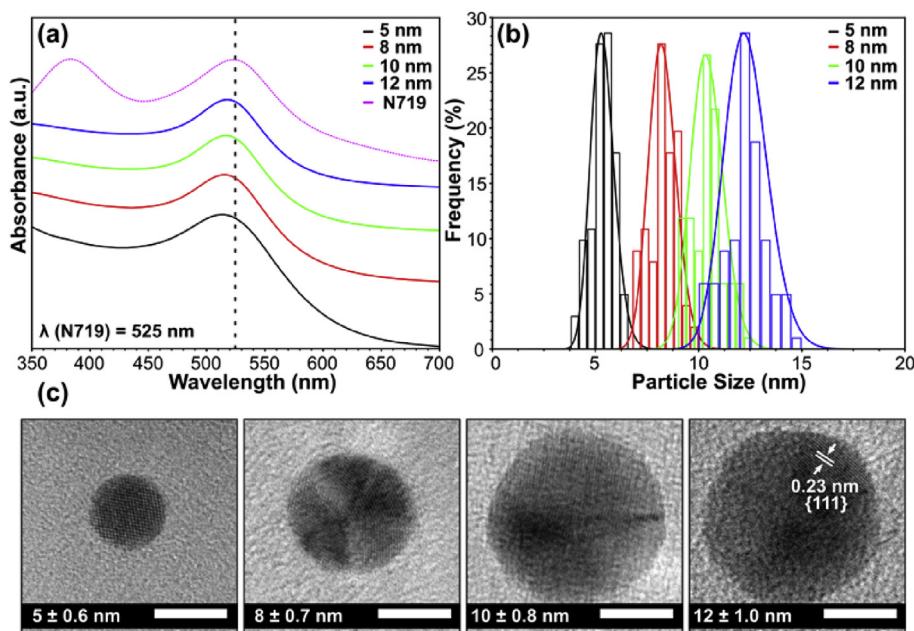 (a)
5 nm
8 nm
10 nm
12 nm
N719
Absorbance (a.u.)
λ (N719) = 525 nm
350 400 450 500 550 600 650 700
Wavelength (nm)
(b)
5 nm
8 nm
10 nm
12 nm
Frequency (%)
30
25
20
15
10
5
0
0 5 10 15 20
Particle Size (nm)
(c)
0.23 nm
{111}
5 ± 0.6 nm
8 ± 0.7 nm
10 ± 0.8 nm
12 ± 1.0 nm